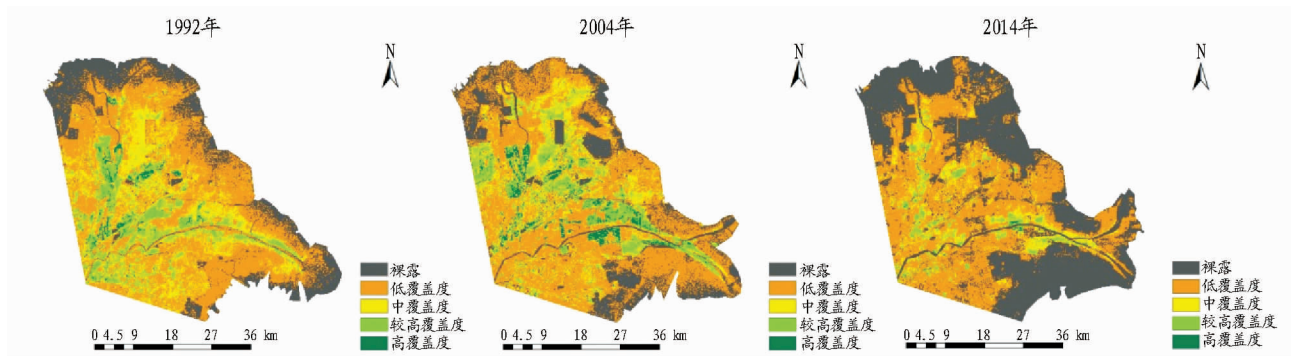 1992年
2004年
2014年
N
N
N
裸露
低覆盖度
中覆盖度
较高覆盖度
高覆盖度
0 4.5 9 18 27 36 km
裸露
低覆盖度
中覆盖度
较高覆盖度
高覆盖度
0 4.5 9 18 27 36 km
裸露
低覆盖度
中覆盖度
较高覆盖度
高覆盖度
0 4.5 9 18 27 36 km